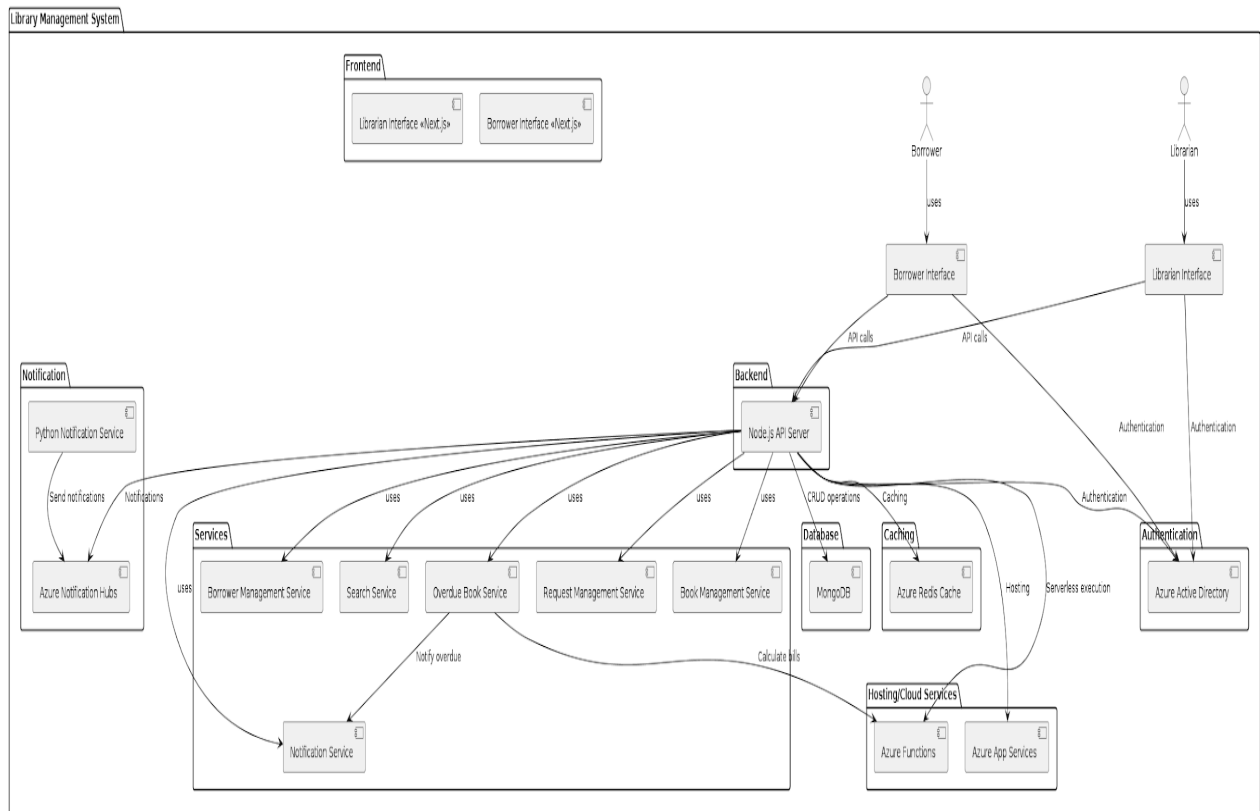 Library Management System
Frontend
Librarian Interface «Next.js»
Borrower Interface «Next.js»
Borrower
Librarian
uses
uses
Borrower Interface
Librarian Interface
API calls
API calls
Notification
Backend
Python Notification Service
Node.js API Server
Authentication
Authentication
Send notifications
Notifications
uses
uses
uses
uses
uses
CRUD operations
Caching
Authentication
Services
Database
Caching
Authentication
uses
Azure Notification Hubs
Borrower Management Service
Search Service
Overdue Book Service
Request Management Service
Book Management Service
MongoDB
Azure Redis Cache
Hosting
Serverless execution
Azure Active Directory
Notify overdue
Calculate bills
Hosting/Cloud Services
Notification Service
Azure Functions
Azure App Services